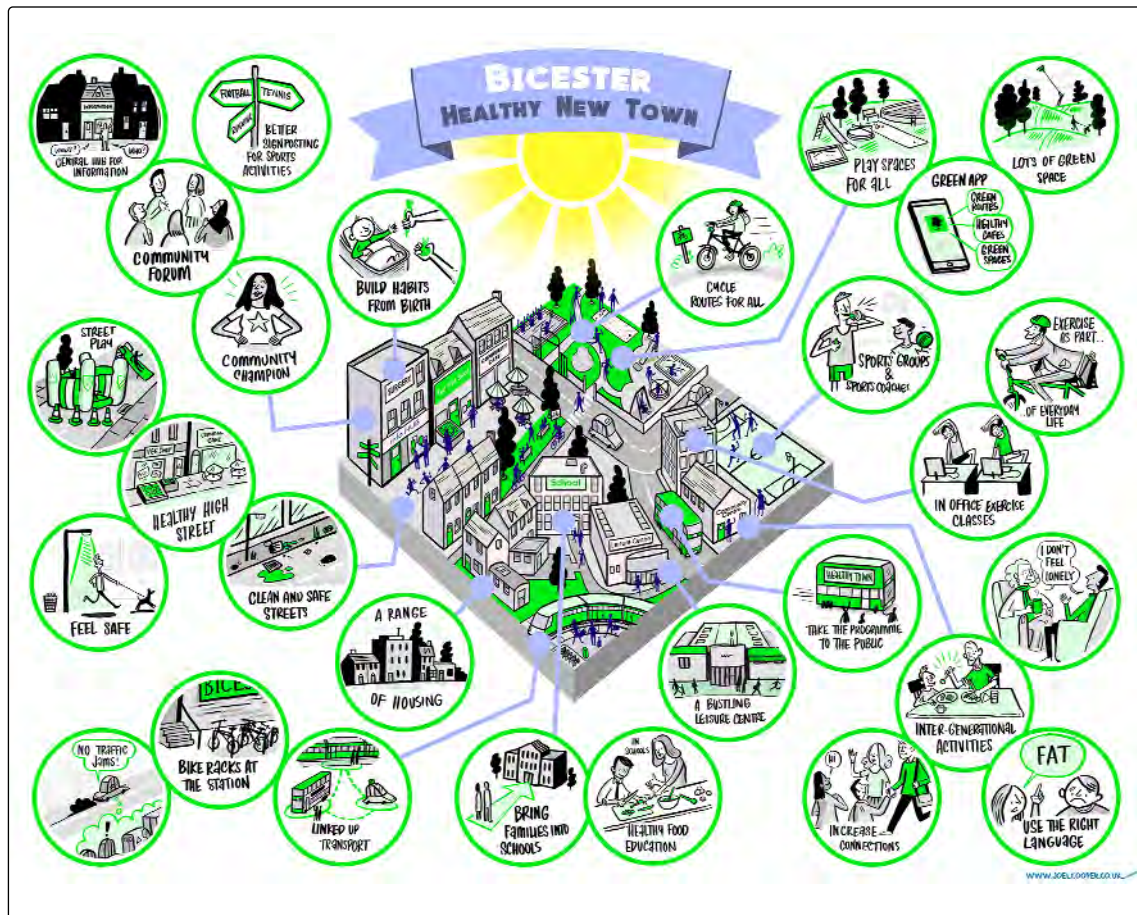 BICESTER
HEALTHY NEW TOWN
CENTRAL HUB FOR
INFORMATION
FOOTBALL
TENNIS
BETTER
SIGNPOSTING
FOR SPORTS
ACTIVITIES
COMMUNITY
FORUM
COMMUNITY
CHAMPION
BUILD HABITS
FROM BIRTH
CYCLE
ROUTES FOR ALL
PLAY SPACES
FOR ALL
LOTS OF GREEN
SPACE
GREEN APP
GREEN
ROUTES
HEALTHY
CAFES
GREEN
SPACES
SPORTS GROUPS
&
SPORTS COACHES
EXERCISE
AS PART..
..OF EVERYDAY
LIFE
IN OFFICE EXERCISE
CLASSES
STREET
PLAY
HEALTHY HIGH
STREET
FEEL SAFE
CLEAN AND SAFE
STREETS
SURGERY
School
Leisure Centre
Community
Centre
A RANGE
OF HOUSING
A BUSTLING
LEISURE CENTRE
HEALTHY TOWN
TAKE THE PROGRAMME
TO THE PUBLIC
I DON'T
FEEL
LONELY
INTER-GENERATIONAL
ACTIVITIES
NO TRAFFIC
JAMS!
!
BICES
BIKE RACKS AT
THE STATION
LINKED UP
TRANSPORT
BRING
FAMILIES INTO
SCHOOLS
IN
SCHOOLS
HEALTHY FOOD
EDUCATION
HI
INCREASE
CONNECTIONS
FAT
USE THE RIGHT
LANGUAGE